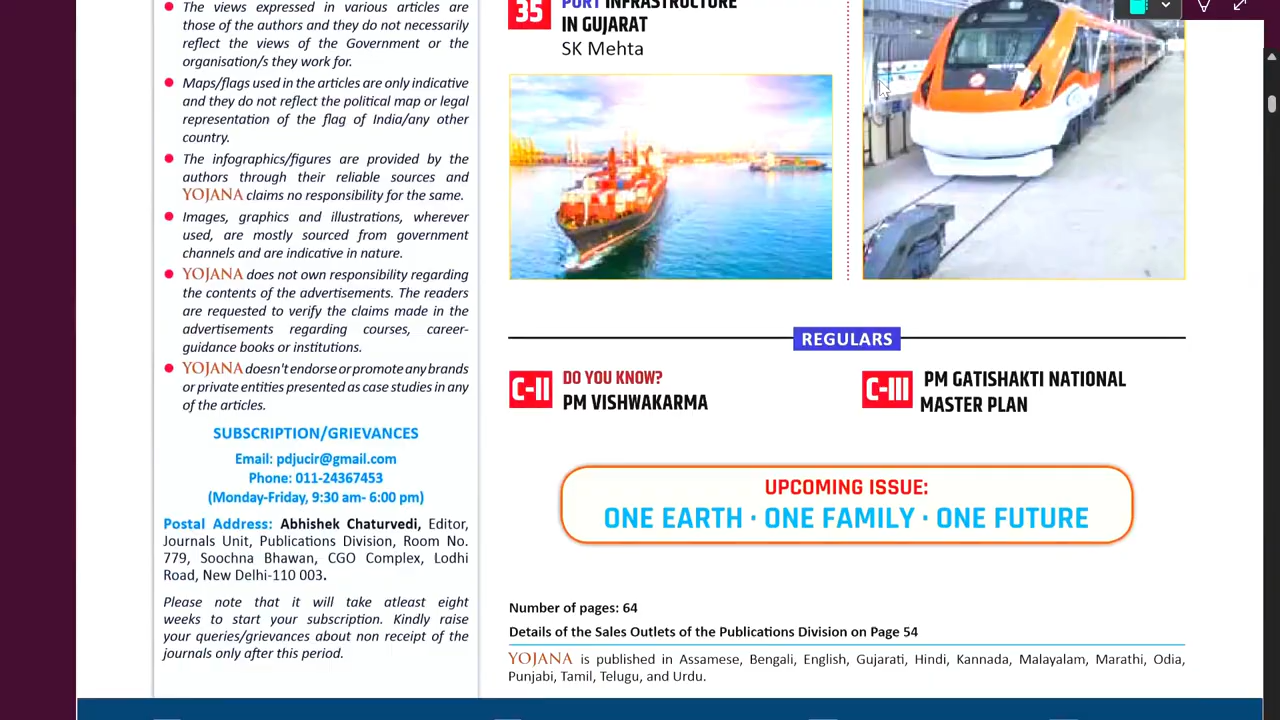 The views expressed in various articles are
those of the authors and they do not necessarily
reflect the views of the Government or the
organisation/s they work for.
Maps/flags used in the articles are only indicative
and they do not reflect the political map or legal
representation of the flag of India/any other
country.
The infographics/figures are provided by the
authors through their reliable sources and
YOJANA claims no responsibility for the same.
Images, graphics and illustrations, wherever
used, are mostly sourced from government
channels and are indicative in nature.
YOJANA does not own responsibility regarding
the contents of the advertisements. The readers
are requested to verify the claims made in the
advertisements regarding courses, career-
guidance books or institutions.
YOJANA doesn't endorse or promote any brands
or private entities presented as case studies in any
of the articles.
SUBSCRIPTION/GRIEVANCES
Email: pdjucir@gmail.com
Phone: 011-24367453
(Monday-Friday, 9:30 am- 6:00 pm)
Postal Address: Abhishek Chaturvedi, Editor,
Journals Unit, Publications Division, Room No.
779, Soochna Bhawan, CGO Complex, Lodhi
Road, New Delhi-110 003.
Please note that it will take atleast eight
weeks to start your subscription. Kindly raise
your queries/grievances about non receipt of the
journals only after this period.
35 PORT INFRASTRUCTURE
IN GUJARAT
SK Mehta
REGULARS
C-II DO YOU KNOW?
PM VISHWAKARMA
C-III PM GATISHAKTI NATIONAL
MASTER PLAN
UPCOMING ISSUE:
ONE EARTH · ONE FAMILY · ONE FUTURE
Number of pages: 64
Details of the Sales Outlets of the Publications Division on Page 54
YOJANA is published in Assamese, Bengali, English, Gujarati, Hindi, Kannada, Malayalam, Marathi, Odia,
Punjabi, Tamil, Telugu, and Urdu.